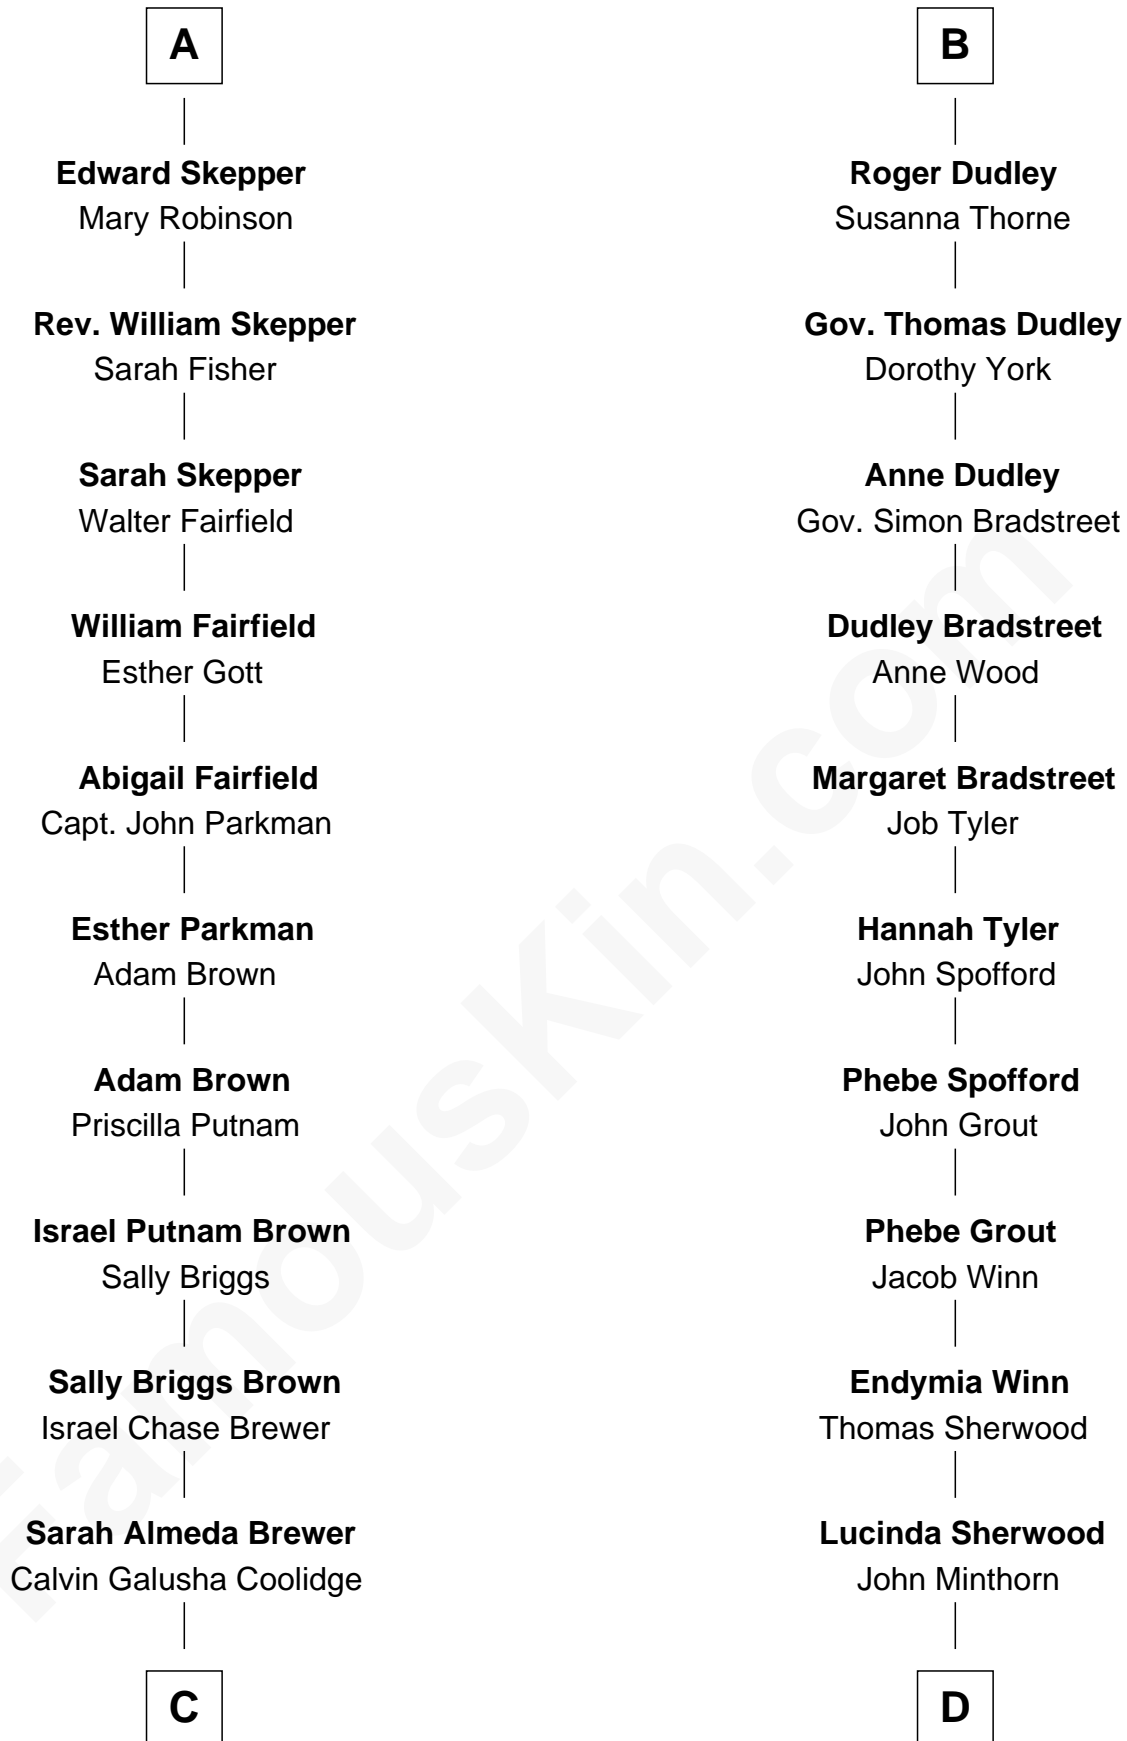 A
Edward Skepper
Mary Robinson
Rev. William Skepper
Sarah Fisher
Sarah Skepper
Walter Fairfield
William Fairfield
Esther Gott
Abigail Fairfield
Capt. John Parkman
Esther Parkman
Adam Brown
Adam Brown
Priscilla Putnam
Israel Putnam Brown
Sally Briggs
Sally Briggs Brown
Israel Chase Brewer
Sarah Almeda Brewer
Calvin Galusha Coolidge
C
B
Roger Dudley
Susanna Thorne
Gov. Thomas Dudley
Dorothy York
Anne Dudley
Gov. Simon Bradstreet
Dudley Bradstreet
Anne Wood
Margaret Bradstreet
Job Tyler
Hannah Tyler
John Spofford
Phebe Spofford
John Grout
Phebe Grout
Jacob Winn
Endymia Winn
Thomas Sherwood
Lucinda Sherwood
John Minthorn
D
FamousKin.com